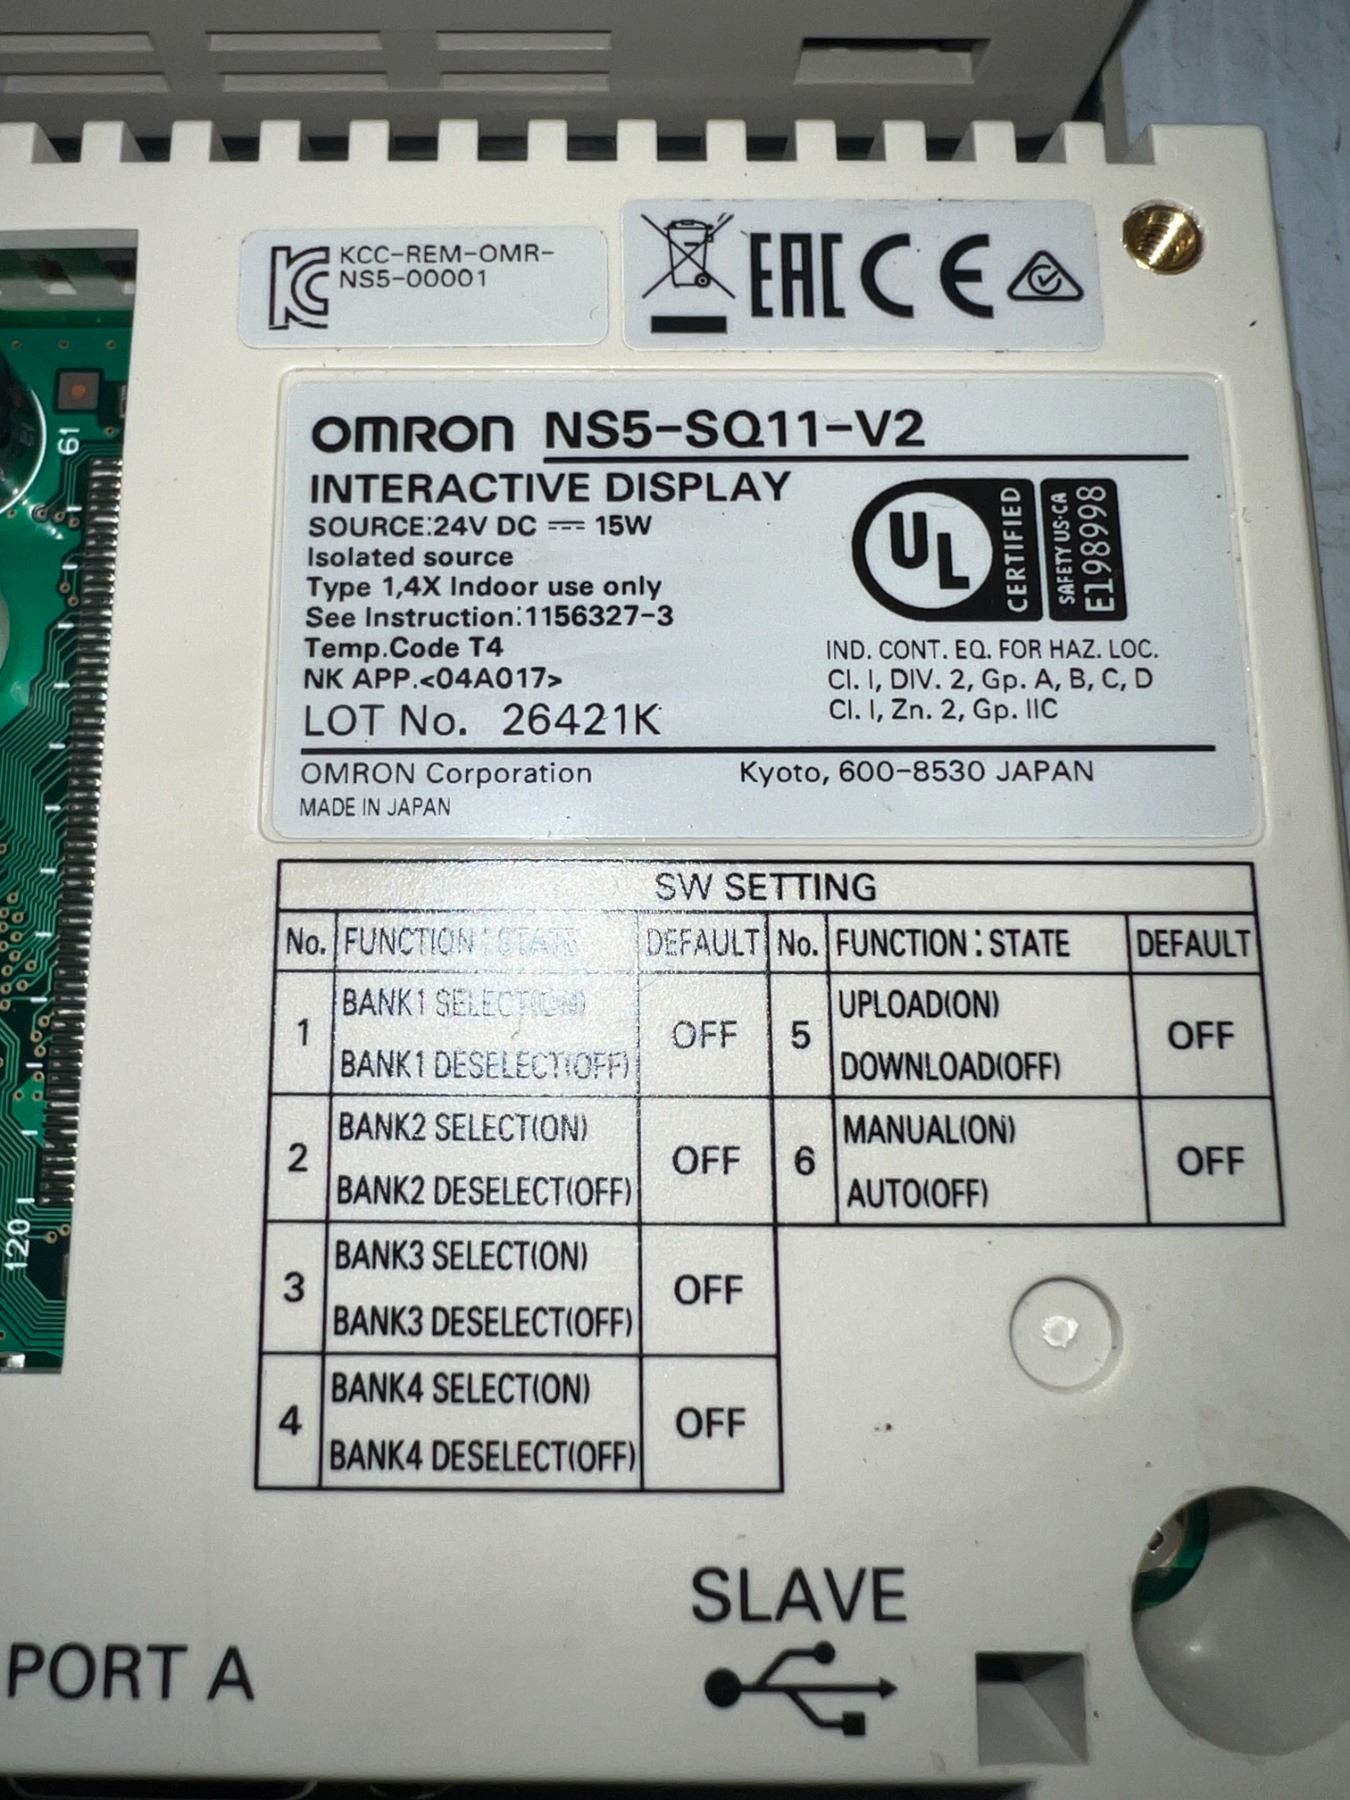 KCC-REM-OMR-
NS5-00001
EAC CE
OMRON NS5-SQ11-V2
INTERACTIVE DISPLAY
SOURCE:24V DC ⎓ 15W
Isolated source
Type 1,4X Indoor use only
See Instruction:1156327-3
Temp.Code T4
NK APP.<04A017>
LOT No. 26421K
UL CERTIFIED
SAFETY US·CA
E198998
IND. CONT. EQ. FOR HAZ. LOC.
Cl. I, DIV. 2, Gp. A, B, C, D
Cl. I, Zn. 2, Gp. IIC
OMRON Corporation Kyoto, 600-8530 JAPAN
MADE IN JAPAN
SW SETTING
No. FUNCTION : STATE DEFAULT No. FUNCTION : STATE DEFAULT
1 BANK1 SELECT(ON)
BANK1 DESELECT(OFF) OFF
5 UPLOAD(ON)
DOWNLOAD(OFF) OFF
2 BANK2 SELECT(ON)
BANK2 DESELECT(OFF) OFF
6 MANUAL(ON)
AUTO(OFF) OFF
3 BANK3 SELECT(ON)
BANK3 DESELECT(OFF) OFF
4 BANK4 SELECT(ON)
BANK4 DESELECT(OFF) OFF
61
120
SLAVE
PORT A